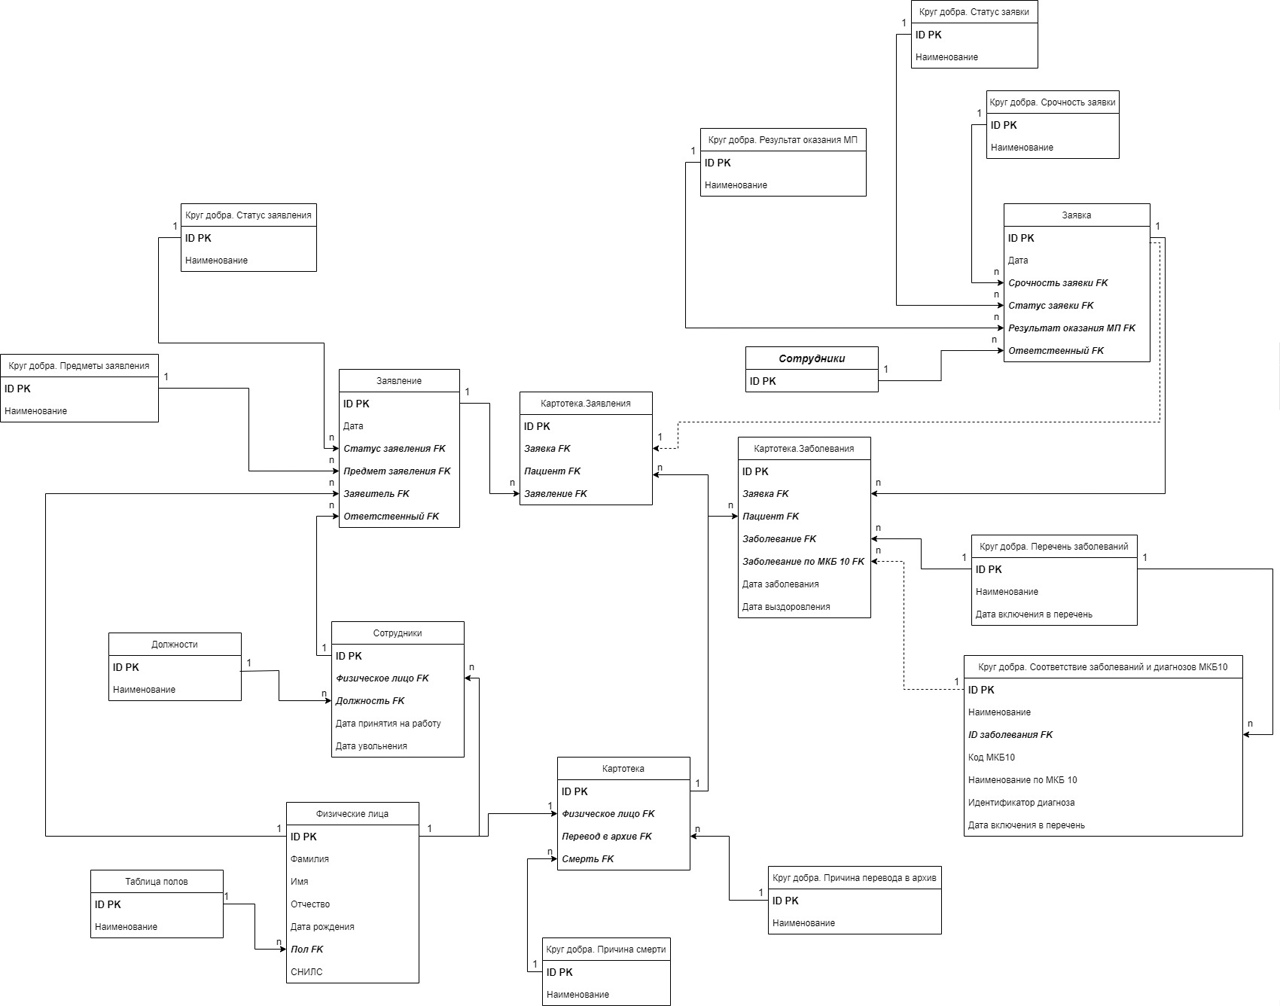 Круг добра. Статус заявки
1
ID PK
Наименование
Круг добра. Срочность заявки
1
ID PK
Наименование
Круг добра. Результат оказания МП
1
ID PK
Наименование
Заявка
ID PK
1
Дата
n
Срочность заявки FK
n
Статус заявки FK
n
Результат оказания МП FK
n
Ответственный FK
Сотрудники
ID PK
1
Круг добра. Статус заявления
1
ID PK
Наименование
Круг добра. Предметы заявления
ID PK
1
Наименование
Заявление
ID PK
1
Дата
n
Статус заявления FK
n
Предмет заявления FK
n
Заявитель FK
n
Ответственный FK
Картотека.Заявления
ID PK
Заявка FK
1
Пациент FK
n
n
Заявление FK
Картотека.Заболевания
ID PK
Заявка FK
n
n
Пациент FK
Заболевание FK
n
Заболевание по МКБ 10 FK
n
Дата заболевания
Дата выздоровления
Круг добра. Перечень заболеваний
1
ID PK
1
Наименование
Дата включения в перечень
Круг добра. Соответствие заболеваний и диагнозов МКБ10
1
ID PK
Наименование
ID заболевания FK
n
Код МКБ10
Наименование по МКБ 10
Идентификатор диагноза
Дата включения в перечень
Должности
ID PK
1
Наименование
Сотрудники
1
ID PK
Физическое лицо FK
n
n
Должность FK
Дата принятия на работу
Дата увольнения
Картотека
ID PK
1
1
Физическое лицо FK
Перевод в архив FK
n
n
Смерть FK
Физические лица
1
ID PK
1
Фамилия
Имя
Отчество
Дата рождения
n
Пол FK
СНИЛС
Таблица полов
ID PK
1
Наименование
Круг добра. Причина перевода в архив
1
ID PK
Наименование
Круг добра. Причина смерти
1
ID PK
Наименование